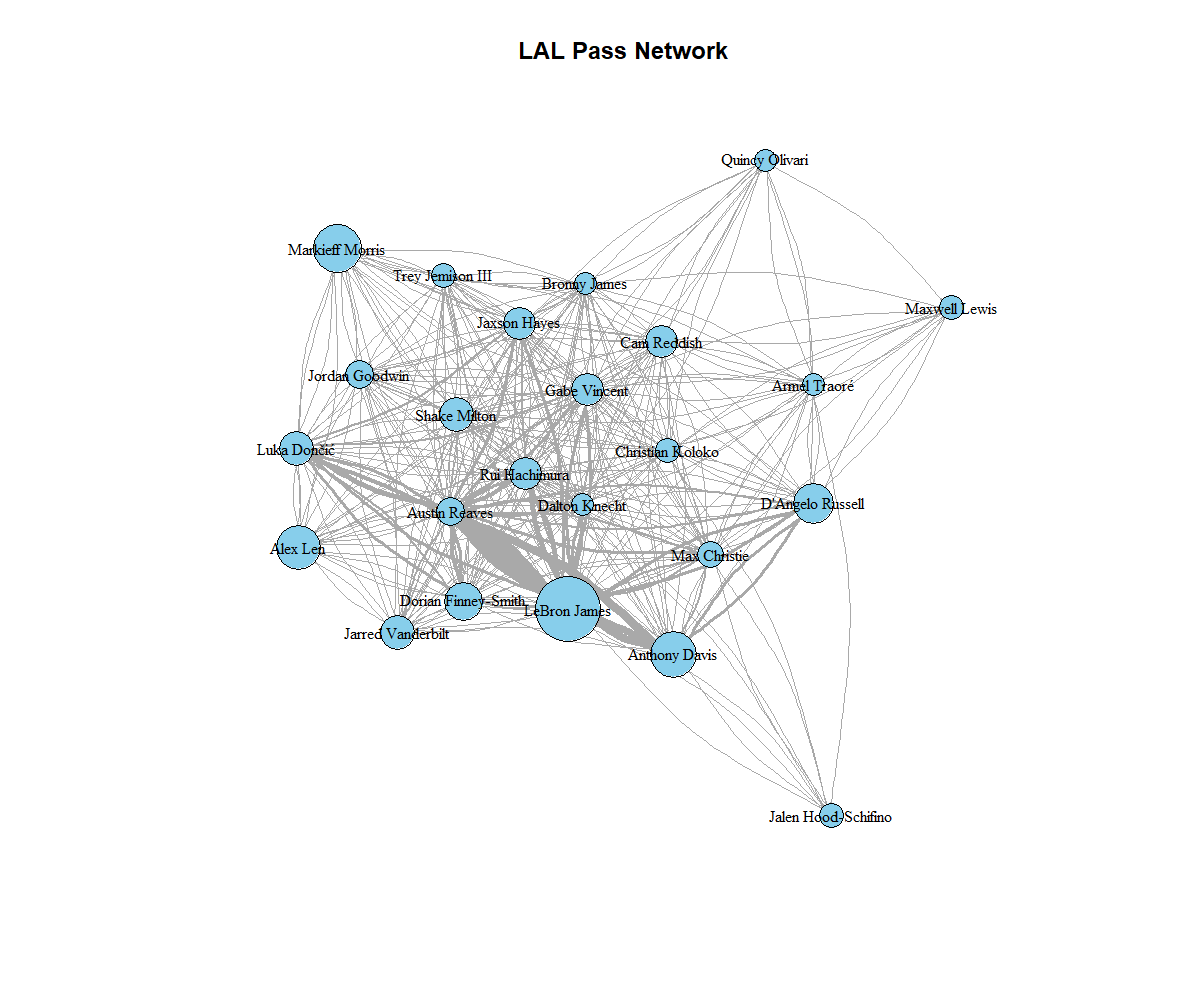 LAL Pass Network
Quincy Olivari
Markieff Morris
Trey Jemison III
Bronny James
Maxwell Lewis
Jaxson Hayes
Cam Reddish
Jordan Goodwin
Armel Traoré
Gabe Vincent
Shake Milton
Luka Dončić
Christian Koloko
Rui Hachimura
Dalton Knecht
D'Angelo Russell
Austin Reaves
Alex Len
Max Christie
Dorian Finney-Smith
LeBron James
Jarred Vanderbilt
Anthony Davis
Jalen Hood-Schifino